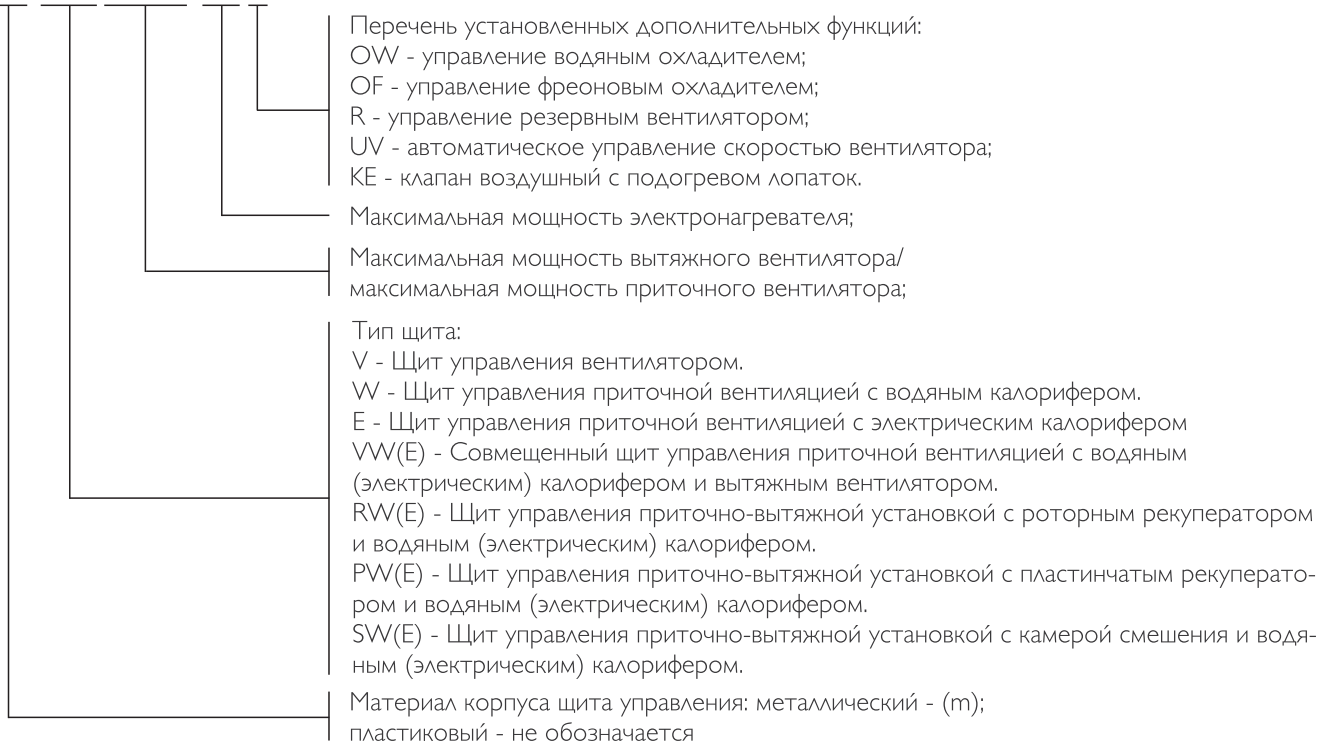 Перечень установленных дополнительных функций:
OW - управление водяным охладителем;
OF - управление фреоновым охладителем;
R - управление резервным вентилятором;
UV - автоматическое управление скоростью вентилятора;
KE - клапан воздушный с подогревом лопаток.
Максимальная мощность электронагревателя;
Максимальная мощность вытяжного вентилятора/
максимальная мощность приточного вентилятора;
Тип щита:
V - Щит управления вентилятором.
W - Щит управления приточной вентиляцией с водяным калорифером.
E - Щит управления приточной вентиляцией с электрическим калорифером
VW(E) - Совмещенный щит управления приточной вентиляцией с водяным
(электрическим) калорифером и вытяжным вентилятором.
RW(E) - Щит управления приточно-вытяжной установкой с роторным рекуператором
и водяным (электрическим) калорифером.
PW(E) - Щит управления приточно-вытяжной установкой с пластинчатым рекуперато-
ром и водяным (электрическим) калорифером.
SW(E) - Щит управления приточно-вытяжной установкой с камерой смешения и водя-
ным (электрическим) калорифером.
Материал корпуса щита управления: металлический - (m);
пластиковый - не обозначается